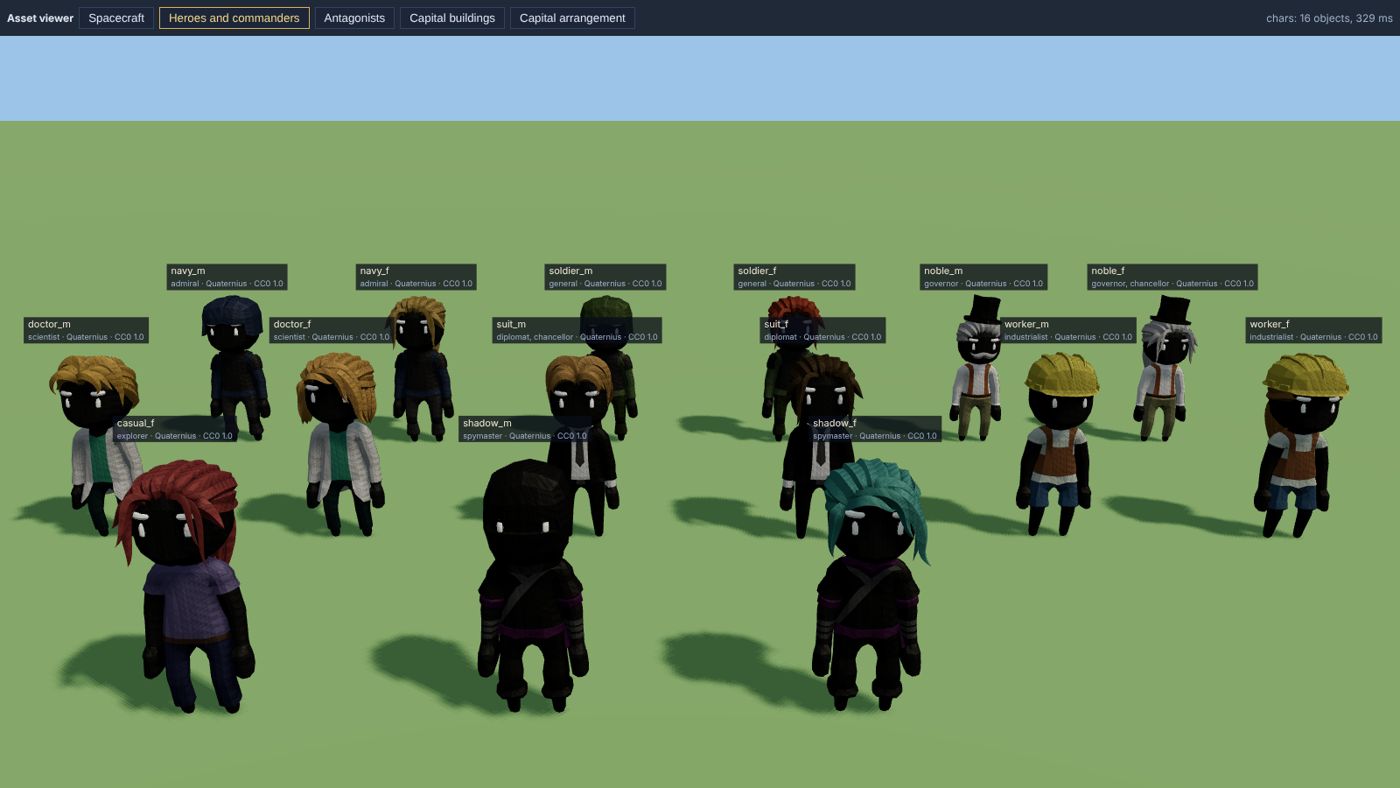 Asset viewer Spacecraft Heroes and commanders Antagonists Capital buildings Capital arrangement chars: 16 objects, 329 ms
navy_m
admiral · Quaternius · CC0 1.0
navy_f
admiral · Quaternius · CC0 1.0
soldier_m
general · Quaternius · CC0 1.0
soldier_f
general · Quaternius · CC0 1.0
noble_m
governor · Quaternius · CC0 1.0
noble_f
governor, chancellor · Quaternius · CC0 1.0
doctor_m
scientist · Quaternius · CC0 1.0
doctor_f
scientist · Quaternius · CC0 1.0
suit_m
diplomat, chancellor · Quaternius · CC0 1.0
suit_f
diplomat · Quaternius · CC0 1.0
worker_m
industrialist · Quaternius · CC0 1.0
worker_f
industrialist · Quaternius · CC0 1.0
casual_f
explorer · Quaternius · CC0 1.0
shadow_m
spymaster · Quaternius · CC0 1.0
shadow_f
spymaster · Quaternius · CC0 1.0